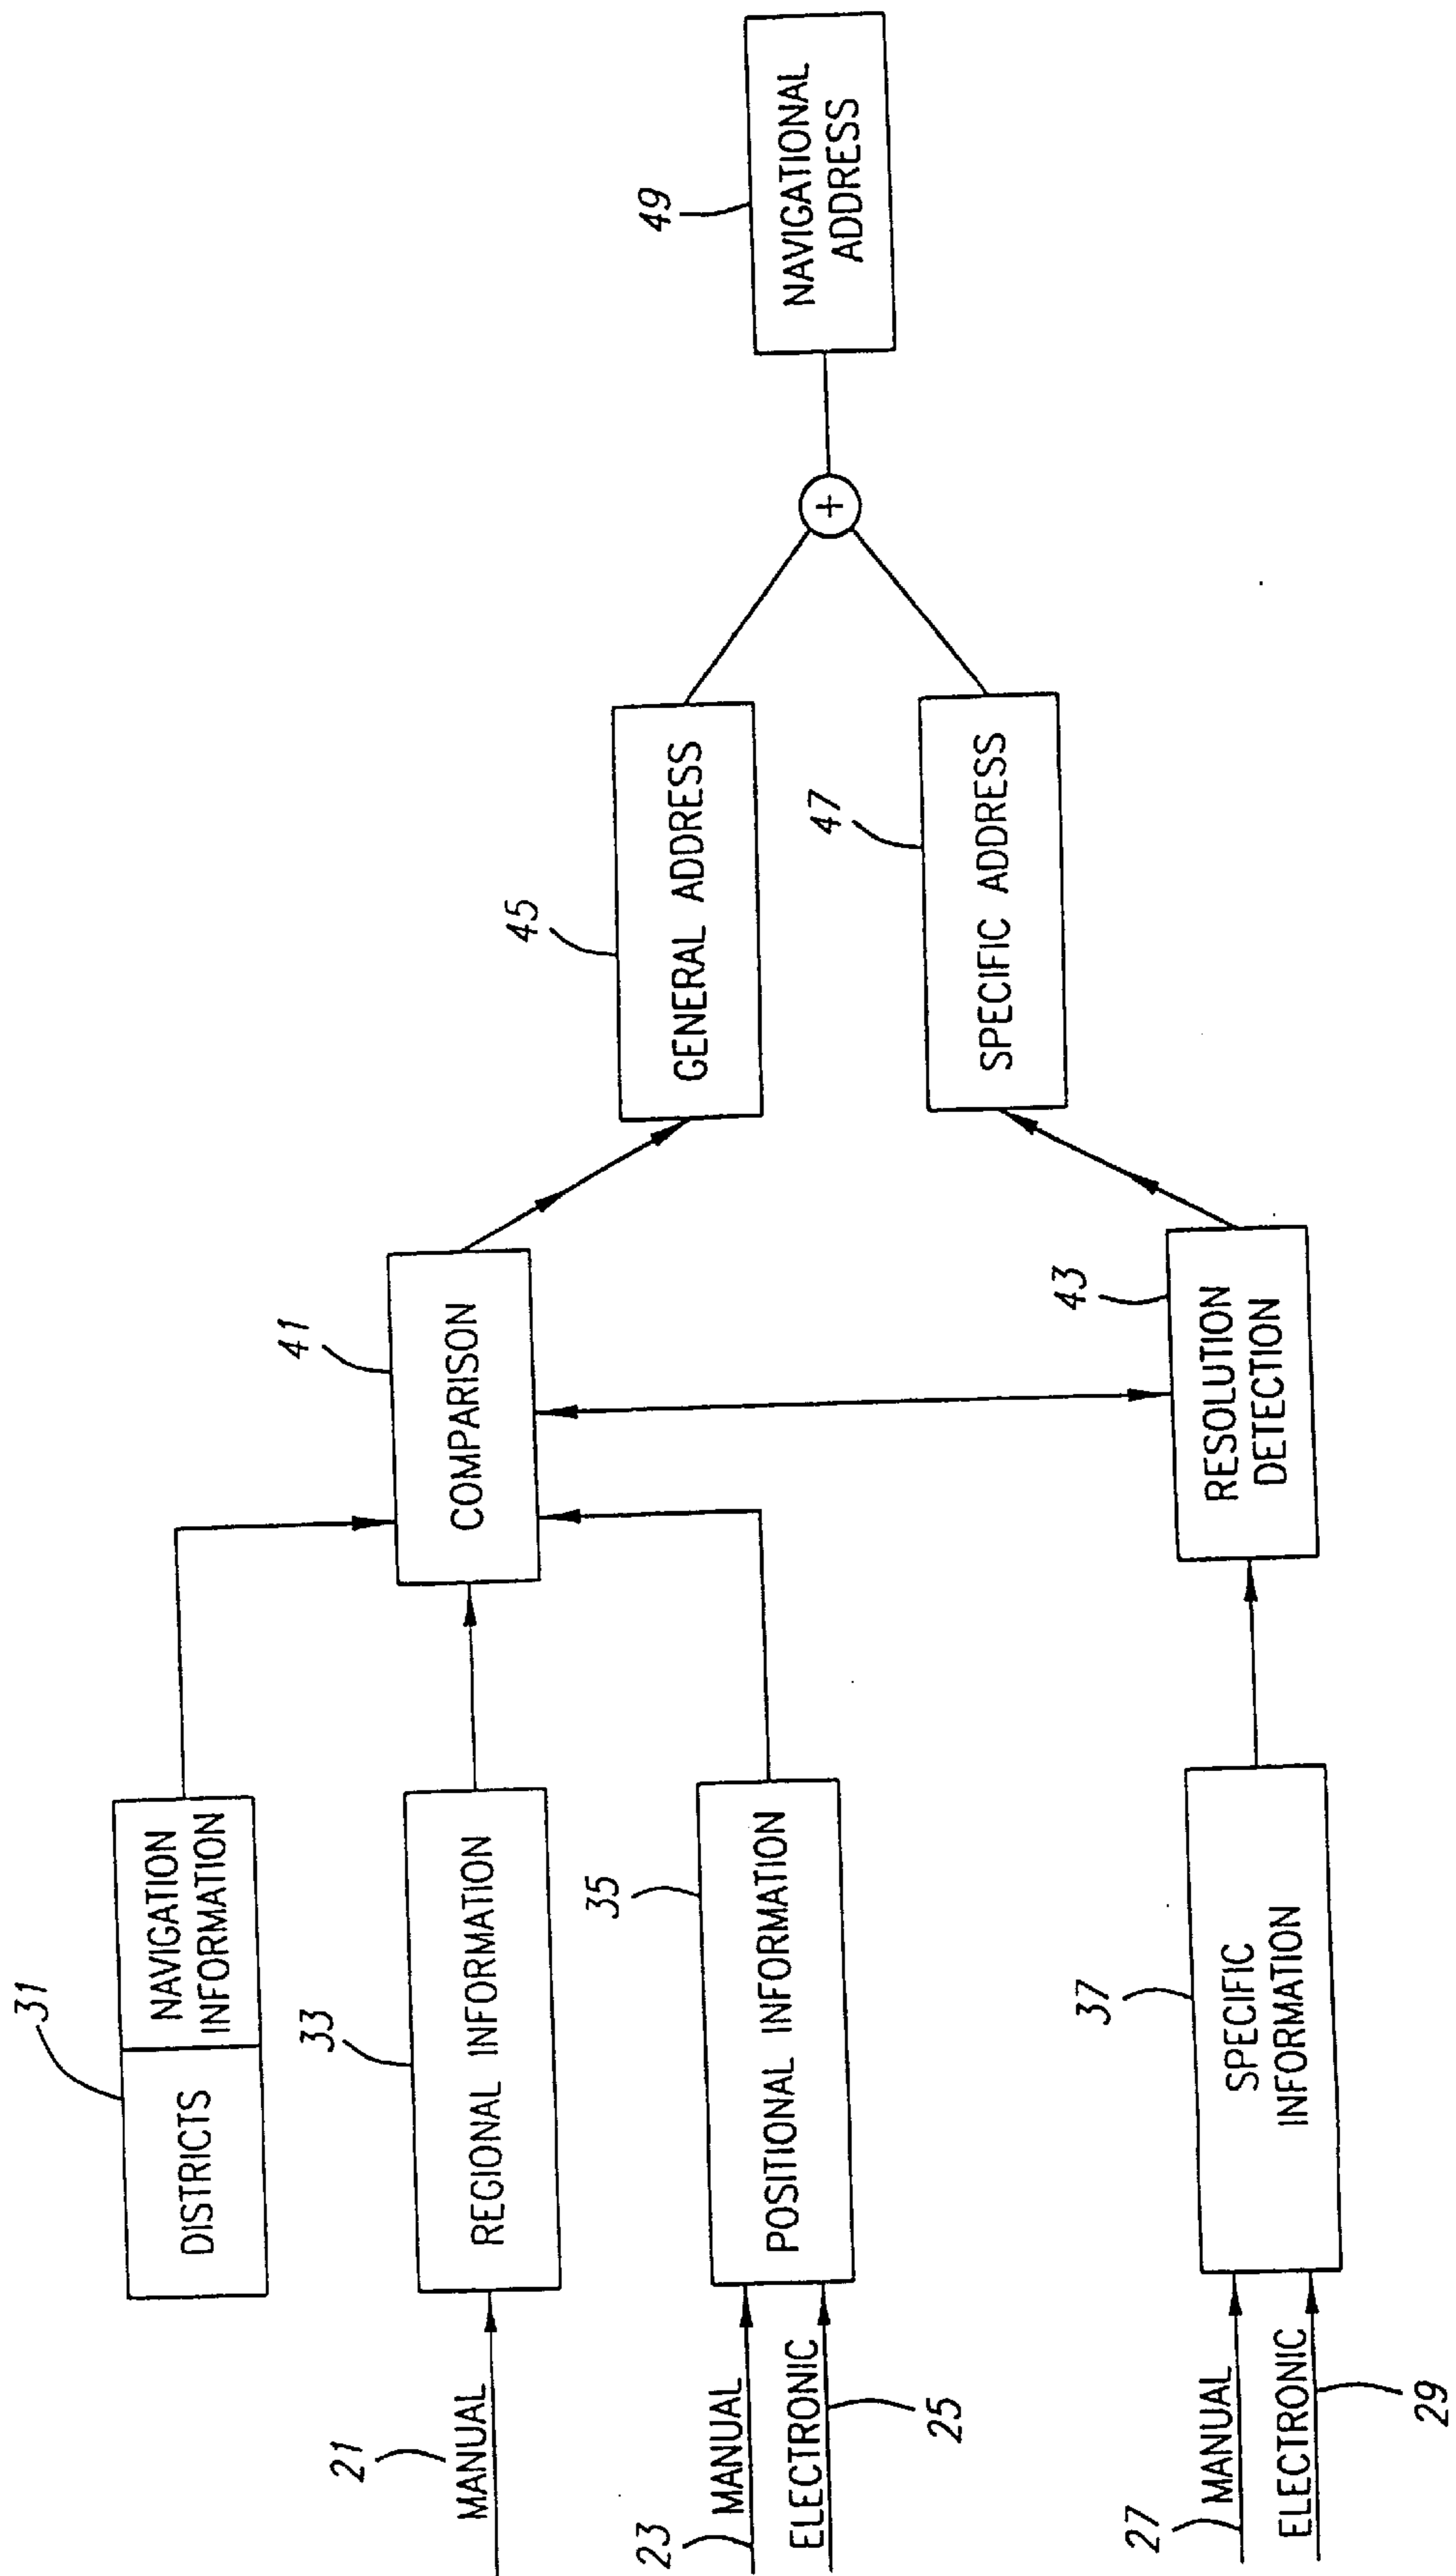 31
DISTRICTS
NAVIGATION
INFORMATION
21
MANUAL
33
REGIONAL INFORMATION
23
MANUAL
ELECTRONIC
25
35
POSITIONAL INFORMATION
27
MANUAL
ELECTRONIC
29
37
SPECIFIC
INFORMATION
41
COMPARISON
43
RESOLUTION
DETECTION
45
GENERAL ADDRESS
47
SPECIFIC ADDRESS
+
49
NAVIGATIONAL
ADDRESS